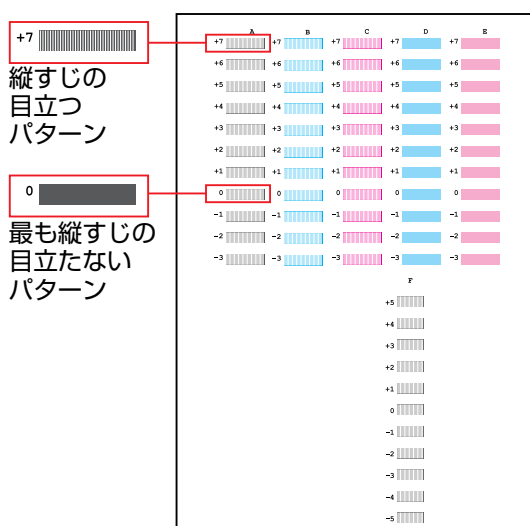 +7
縦すじの
目立つ
パターン
0
最も縦すじの
目立たない
パターン
A B C D E
+7 +7 +7 +7 +7
+6 +6 +6 +6 +6
+5 +5 +5 +5 +5
+4 +4 +4 +4 +4
+3 +3 +3 +3 +3
+2 +2 +2 +2 +2
+1 +1 +1 +1 +1
0 0 0 0 0
-1 -1 -1 -1 -1
-2 -2 -2 -2 -2
-3 -3 -3 -3 -3
F
+5
+4
+3
+2
+1
0
-1
-2
-3
-4
-5